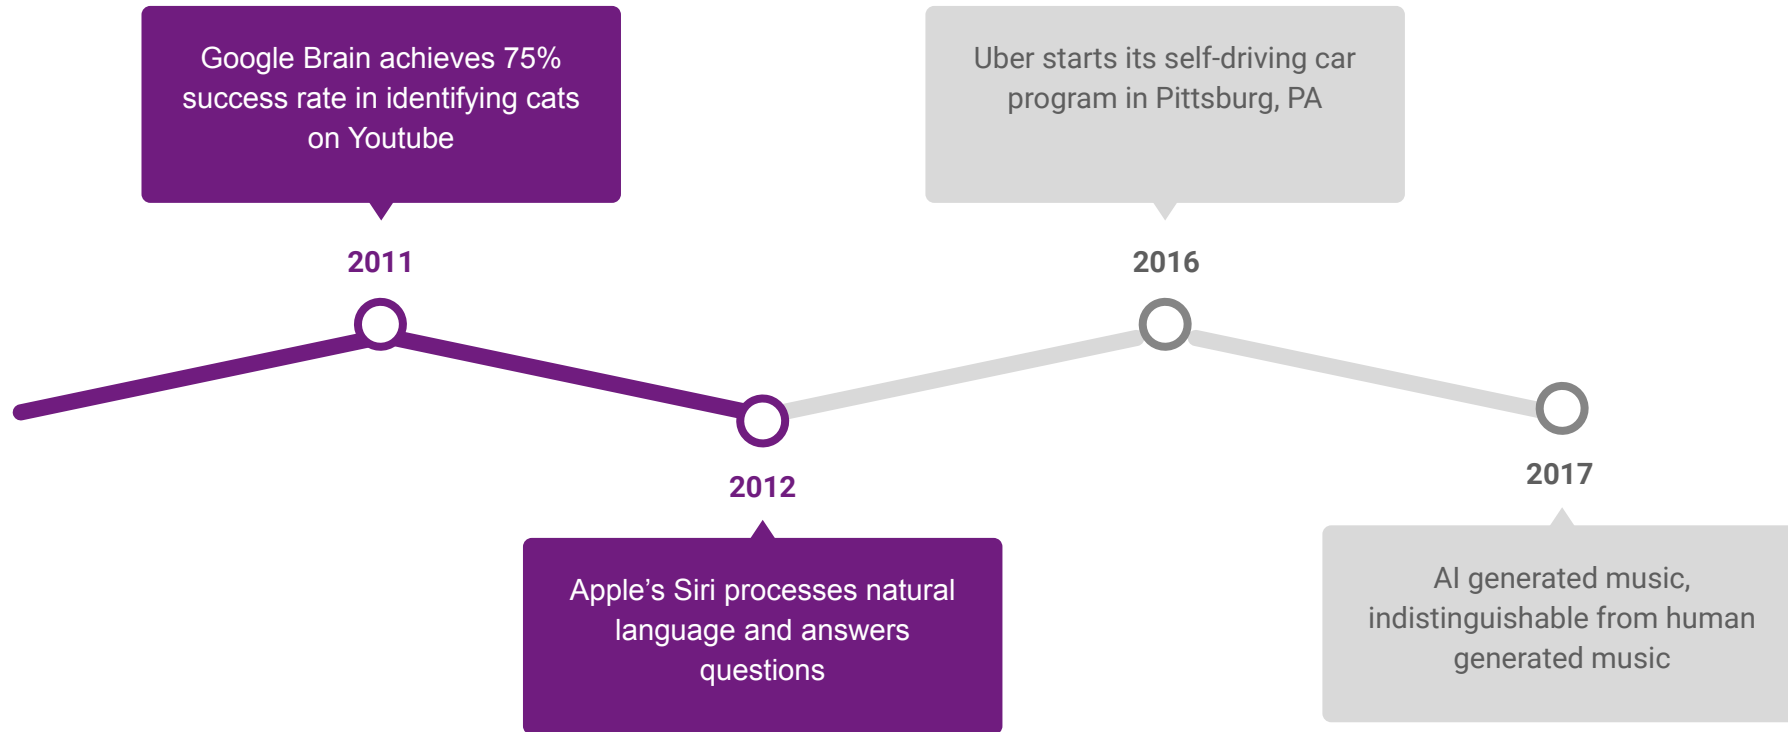 Google Brain achieves 75%
success rate in identifying cats
on Youtube
2011
Apple’s Siri processes natural
language and answers
questions
2012
Uber starts its self-driving car
program in Pittsburg, PA
2016
AI generated music,
indistinguishable from human
generated music
2017